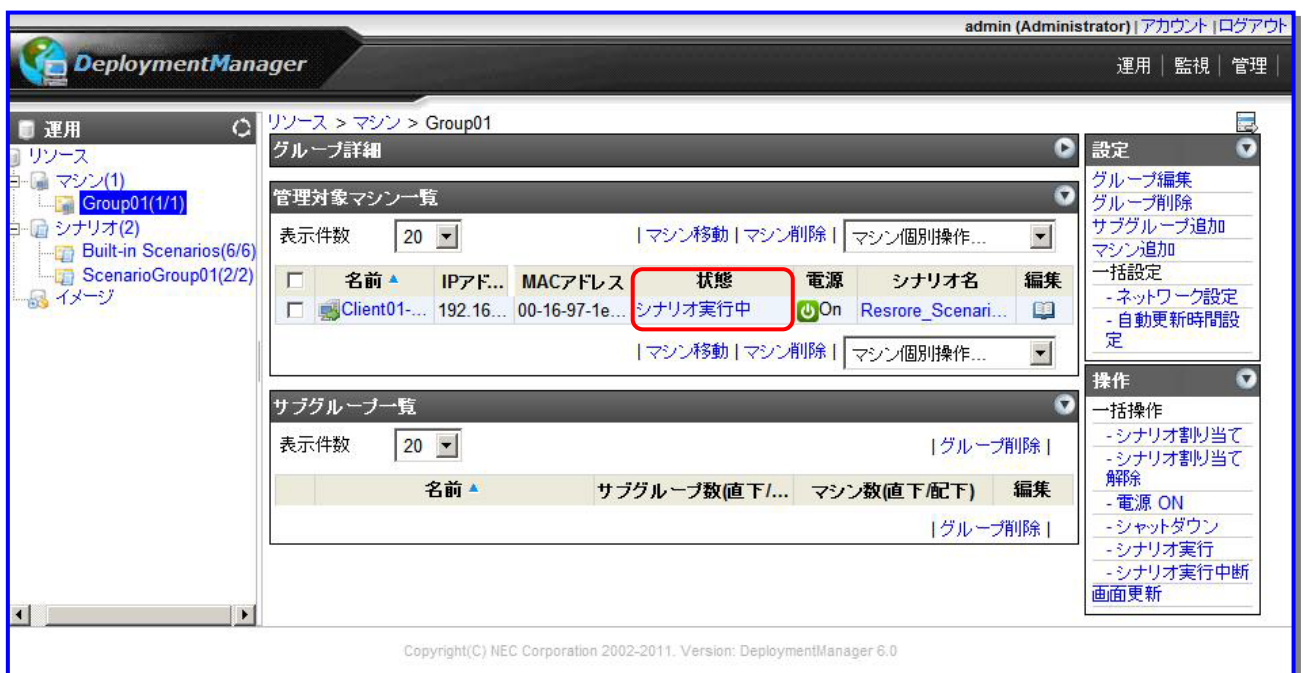 admin (Administrator) | アカウント | ログアウト
DeploymentManager
運用 | 監視 | 管理 |
運用
リソース
マシン(1)
Group01(1/1)
シナリオ(2)
Built-in Scenarios(6/6)
ScenarioGroup01(2/2)
イメージ
リソース > マシン > Group01
グループ詳細
管理対象マシン一覧
表示件数 20 | マシン移動 | マシン削除 | マシン個別操作...
名前 IPアド... MACアドレス 状態 電源 シナリオ名 編集
Client01-... 192.16... 00-16-97-1e... シナリオ実行中 On Resrore_Scenari...
| マシン移動 | マシン削除 | マシン個別操作...
サブグループ一覧
表示件数 20 | グループ削除 |
名前 サブグループ数(直下/... マシン数(直下/配下) 編集
| グループ削除 |
設定
グループ編集
グループ削除
サブグループ追加
マシン追加
一括設定
- ネットワーク設定
- 自動更新時間設
定
操作
一括操作
- シナリオ割り当て
- シナリオ割り当て
解除
- 電源 ON
- シャットダウン
- シナリオ実行
- シナリオ実行中断
画面更新
Copyright(C) NEC Corporation 2002-2011. Version: DeploymentManager 6.0